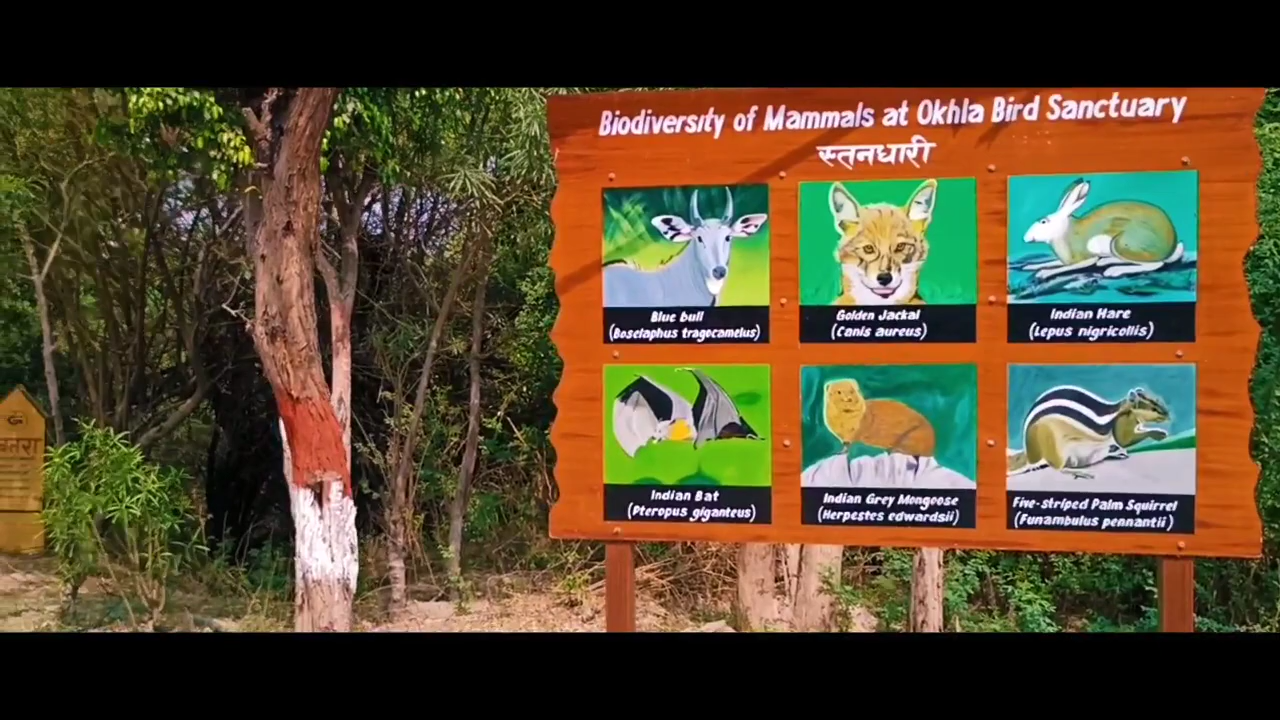 Biodiversity of Mammals at Okhla Bird Sanctuary
स्तनधारी
Blue bull
(Boselaphus tragocamelus)
Golden Jackal
(Canis aureus)
Indian Hare
(Lepus nigricollis)
Indian Bat
(Pteropus giganteus)
Indian Grey Mongoose
(Herpestes edwardsii)
Five-striped Palm Squirrel
(Funambulus pennantii)